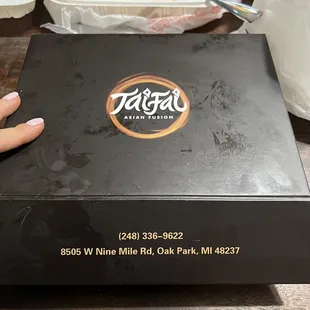 TaiFai
ASIAN FUSION
(248) 336-9622
8505 W Nine Mile Rd, Oak Park, MI 48237